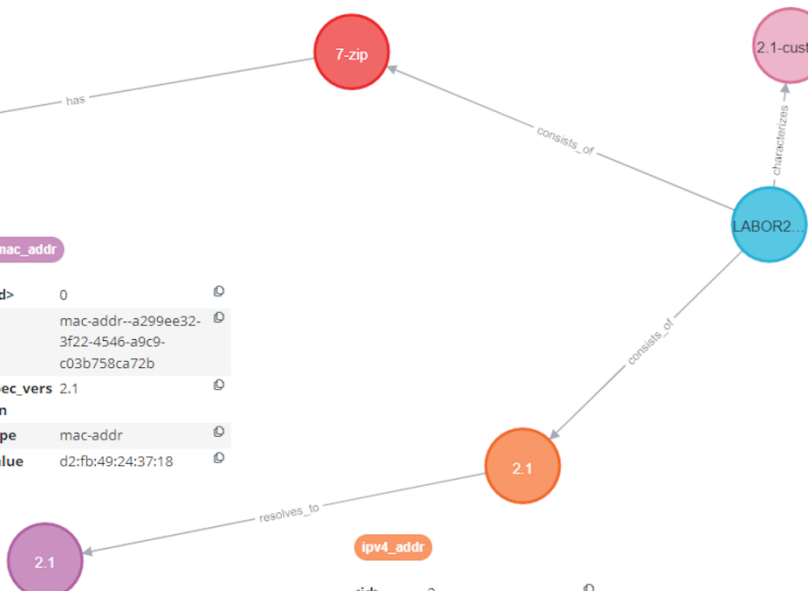 7-zip
2.1-cust
has
consists_of
characterizes
LABOR2...
mac_addr
d> 0
mac-addr--a299ee32-
3f22-4546-a9c9-
c03b758ca72b
ec_vers 2.1
n
pe mac-addr
lue d2:fb:49:24:37:18
consists_of
2.1
resolves_to
ipv4_addr
2.1